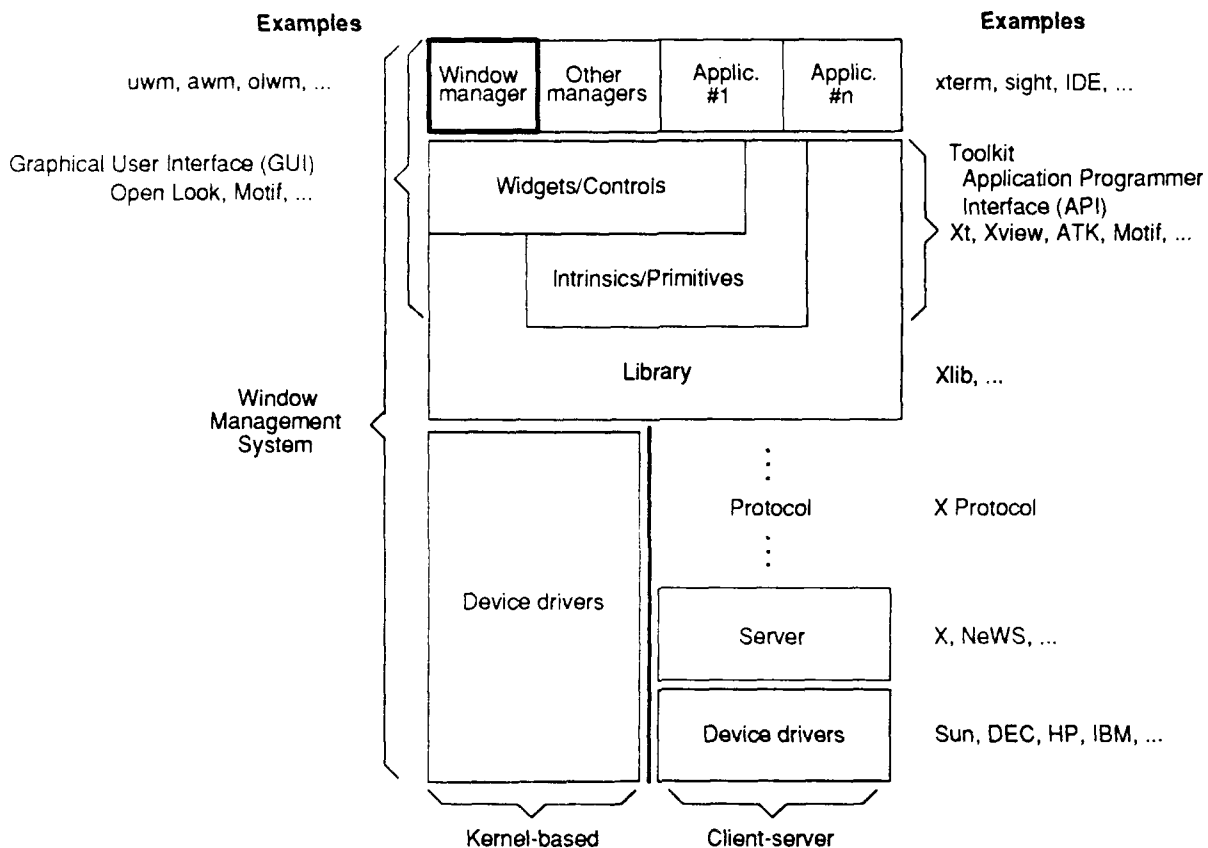 Examples
Examples
uwm, awm, olwm, ...
Window
manager
Other
managers
Applic.
#1
Applic.
#n
xterm, sight, IDE, ...
Graphical User Interface (GUI)
Open Look, Motif, ...
Widgets/Controls
Toolkit
Application Programmer
Interface (API)
Xt, Xview, ATK, Motif, ...
Intrinsics/Primitives
Library
Xlib, ...
Window
Management
System
Device drivers
Protocol
X Protocol
Server
X, NeWS, ...
Device drivers
Sun, DEC, HP, IBM, ...
Kernel-based
Client-server